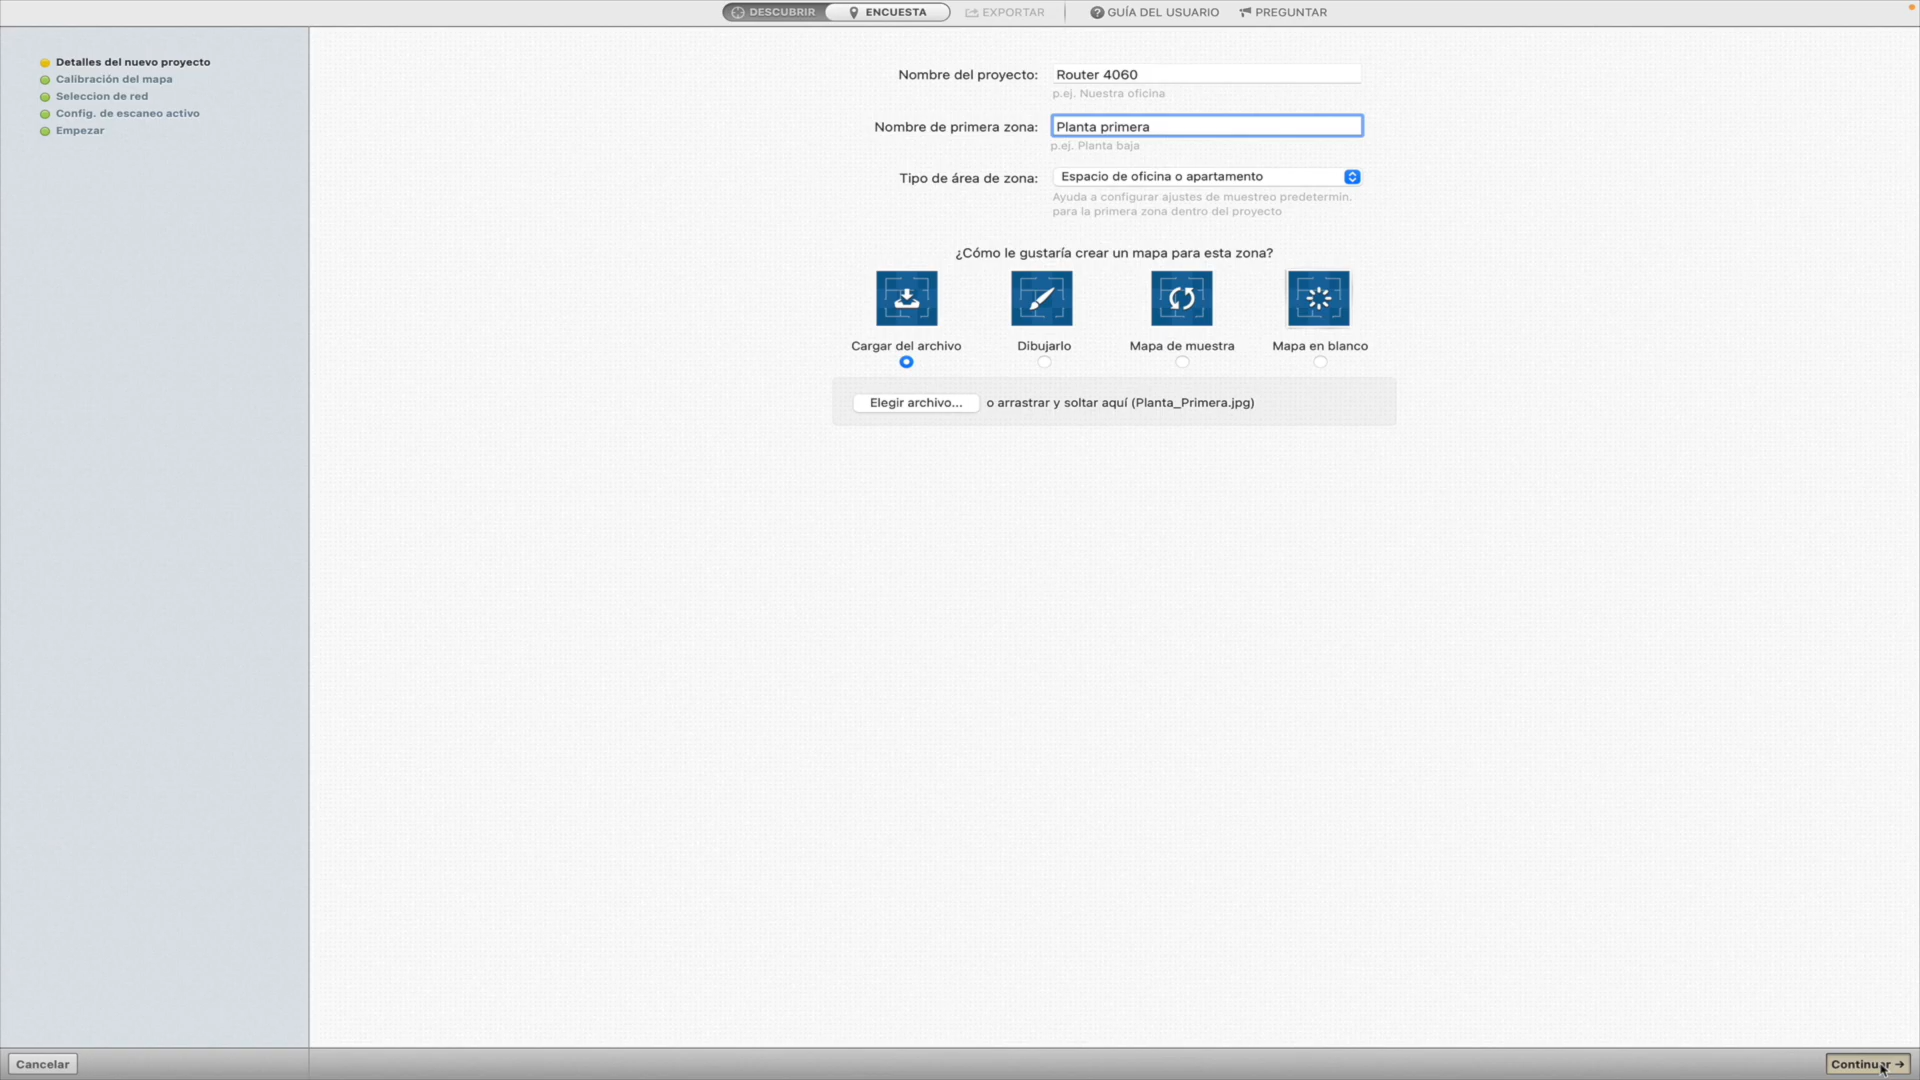 DESCUBRIR ENCUESTA EXPORTAR GUÍA DEL USUARIO PREGUNTAR
Detalles del nuevo proyecto
Calibración del mapa
Seleccion de red
Config. de escaneo activo
Empezar
Nombre del proyecto: Router 4060
p.ej. Nuestra oficina
Nombre de primera zona: Planta primera
p.ej. Planta baja
Tipo de área de zona: Espacio de oficina o apartamento
Ayuda a configurar ajustes de muestreo predetermin.
para la primera zona dentro del proyecto
¿Cómo le gustaría crear un mapa para esta zona?
Cargar del archivo Dibujarlo Mapa de muestra Mapa en blanco
Elegir archivo... o arrastrar y soltar aquí (Planta_Primera.jpg)
Cancelar Continuar →